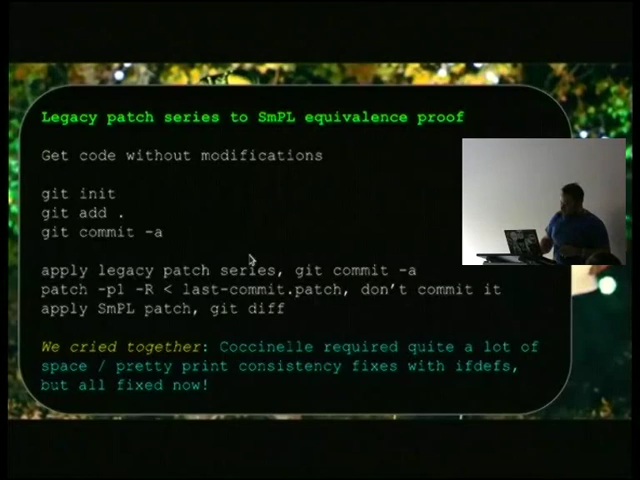 Legacy patch series to SmPL equivalence proof
Get code without modifications
git init
git add .
git commit -a
apply legacy patch series, git commit -a
patch -p1 -R < last-commit.patch, don't commit it
apply SmPL patch, git diff
We cried together: Coccinelle required quite a lot of
space / pretty print consistency fixes with ifdefs,
but all fixed now!